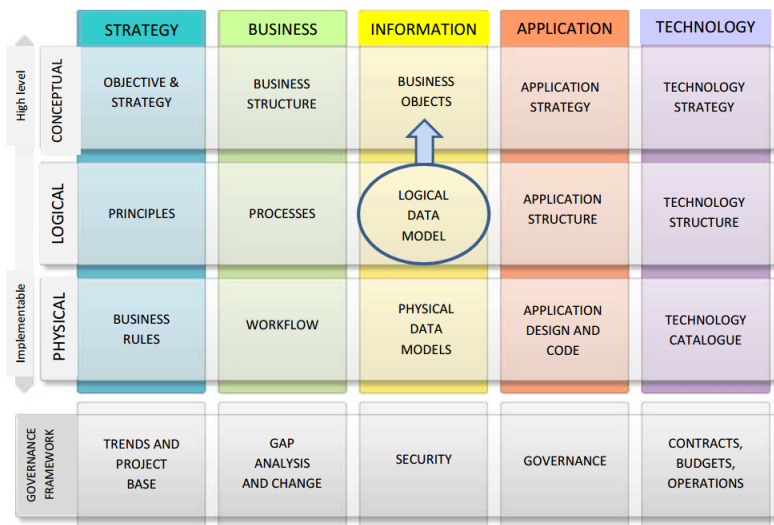 STRATEGY
BUSINESS
INFORMATION
APPLICATION
TECHNOLOGY
High level
CONCEPTUAL
OBJECTIVE &
STRATEGY
BUSINESS
STRUCTURE
BUSINESS
OBJECTS
APPLICATION
STRATEGY
TECHNOLOGY
STRATEGY
LOGICAL
PRINCIPLES
PROCESSES
LOGICAL
DATA
MODEL
APPLICATION
STRUCTURE
TECHNOLOGY
STRUCTURE
Implementable
PHYSICAL
BUSINESS
RULES
WORKFLOW
PHYSICAL
DATA
MODELS
APPLICATION
DESIGN AND
CODE
TECHNOLOGY
CATALOGUE
GOVERNANCE
FRAMEWORK
TRENDS AND
PROJECT
BASE
GAP
ANALYSIS
AND CHANGE
SECURITY
GOVERNANCE
CONTRACTS,
BUDGETS,
OPERATIONS